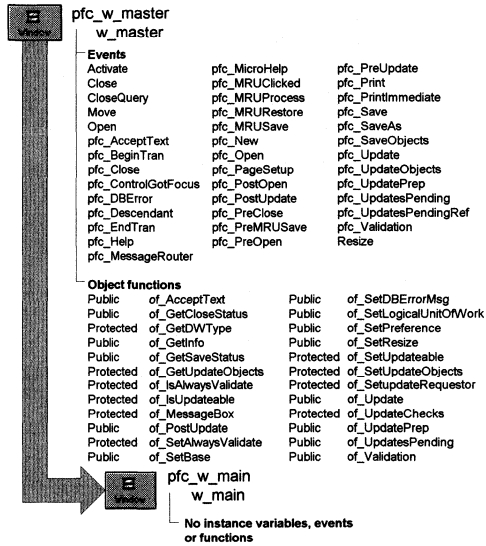 Window
pfc_w_master
w_master
Events
Activate
Close
CloseQuery
Move
Open
pfc_AcceptText
pfc_BeginTran
pfc_Close
pfc_ControlGotFocus
pfc_DBError
pfc_Descendant
pfc_EndTran
pfc_Help
pfc_MessageRouter
pfc_MicroHelp
pfc_MRUClicked
pfc_MRUProcess
pfc_MRURestore
pfc_MRUSave
pfc_New
pfc_Open
pfc_PageSetup
pfc_PostOpen
pfc_PostUpdate
pfc_PreClose
pfc_PreMRUSave
pfc_PreOpen
pfc_PreUpdate
pfc_Print
pfc_PrintImmediate
pfc_Save
pfc_SaveAs
pfc_SaveObjects
pfc_Update
pfc_UpdateObjects
pfc_UpdatePrep
pfc_UpdatesPending
pfc_UpdatesPendingRef
pfc_Validation
Resize
Object functions
Public of_AcceptText
Public of_GetCloseStatus
Protected of_GetDWType
Public of_GetInfo
Public of_GetSaveStatus
Protected of_GetUpdateObjects
Protected of_IsAlwaysValidate
Protected of_IsUpdateable
Protected of_MessageBox
Public of_PostUpdate
Protected of_SetAlwaysValidate
Public of_SetBase
Public of_SetDBErrorMsg
Public of_SetLogicalUnitOfWork
Public of_SetPreference
Public of_SetResize
Protected of_SetUpdateable
Protected of_SetUpdateObjects
Protected of_SetupdateRequestor
Public of_Update
Protected of_UpdateChecks
Public of_UpdatePrep
Public of_UpdatesPending
Public of_Validation
Window
pfc_w_main
w_main
No instance variables, events
or functions